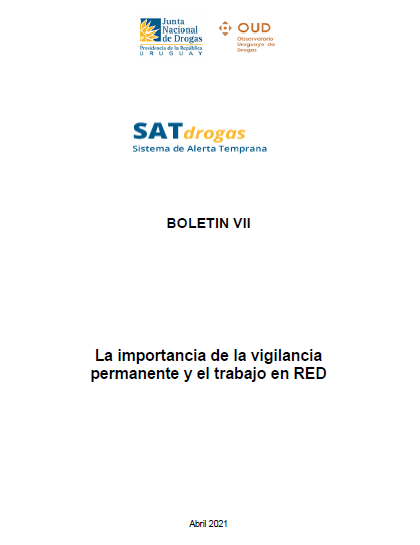 Junta
Nacional
de Drogas
Presidencia de la República
URUGUAY
OUD
Observatorio
Uruguayo de
Drogas
SATdrogas
Sistema de Alerta Temprana
BOLETIN VII
La importancia de la vigilancia
permanente y el trabajo en RED
Abril 2021